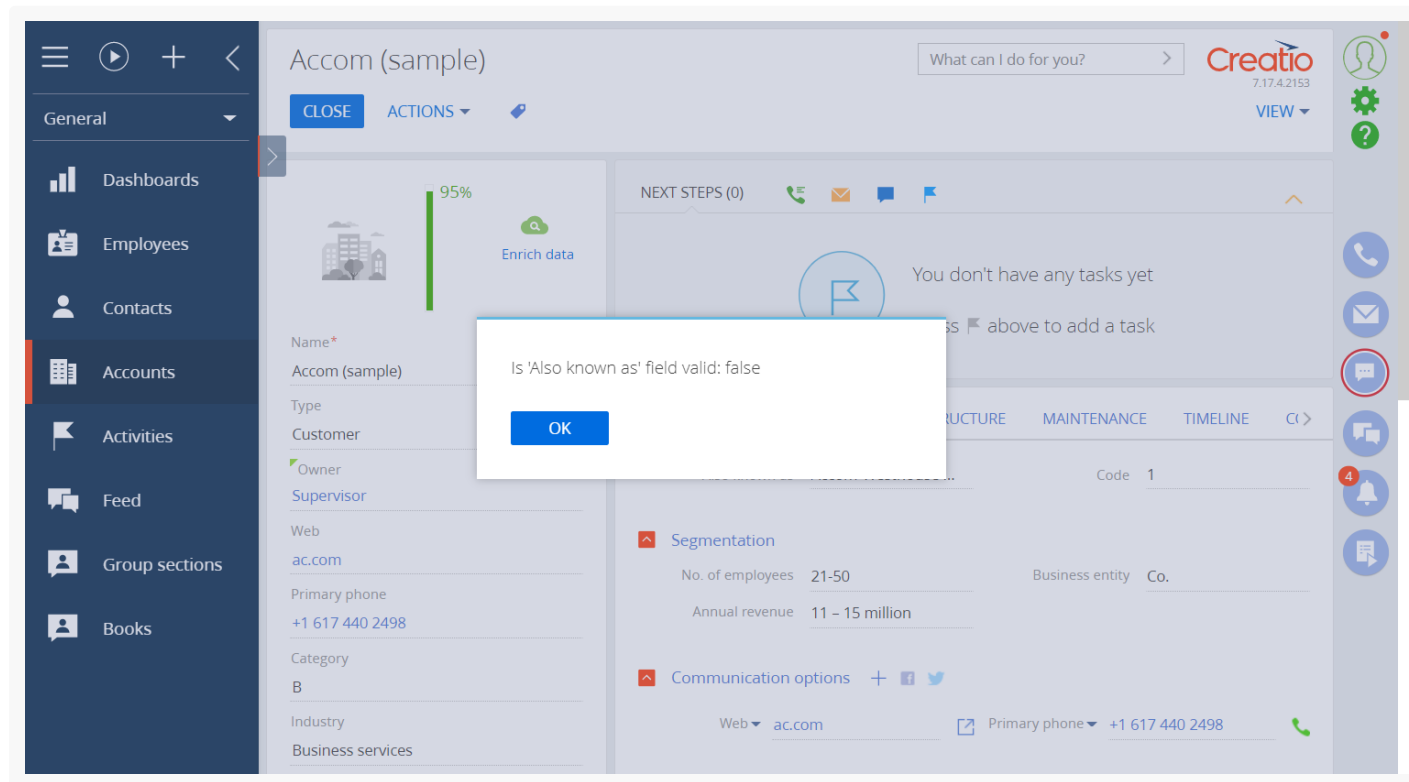 Accom (sample)
What can I do for you?
Creatio
7.17.4.2153
General
CLOSE
ACTIONS
VIEW
Dashboards
Employees
Contacts
Accounts
Activities
Feed
Group sections
Books
95%
Enrich data
Name*
Accom (sample)
Type
Customer
Owner
Supervisor
Web
ac.com
Primary phone
+1 617 440 2498
Category
B
Industry
Business services
NEXT STEPS (0)
You don't have any tasks yet
above to add a task
Is 'Also known as' field valid: false
OK
MAINTENANCE
TIMELINE
Code 1
Segmentation
No. of employees 21-50
Business entity Co.
Annual revenue 11 – 15 million
Communication options
Web ac.com
Primary phone +1 617 440 2498
4